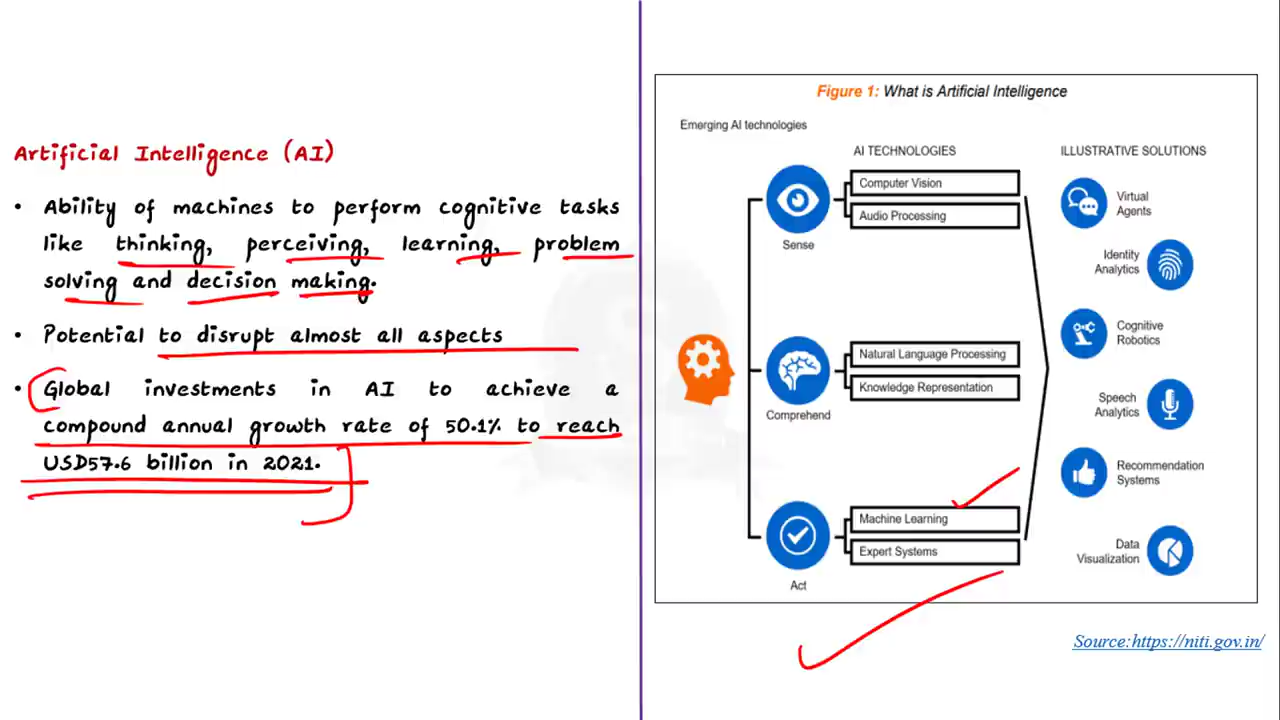 Artificial Intelligence (AI)
• Ability of machines to perform cognitive tasks
like thinking, perceiving, learning, problem
solving and decision making.
• Potential to disrupt almost all aspects
• Global investments in AI to achieve a
compound annual growth rate of 50.1% to reach
USD57.6 billion in 2021.
Figure 1: What is Artificial Intelligence
Emerging AI technologies
AI TECHNOLOGIES
ILLUSTRATIVE SOLUTIONS
Sense
Computer Vision
Audio Processing
Comprehend
Natural Language Processing
Knowledge Representation
Act
Machine Learning
Expert Systems
Virtual
Agents
Identity
Analytics
Cognitive
Robotics
Speech
Analytics
Recommendation
Systems
Data
Visualization
Source:https://niti.gov.in/